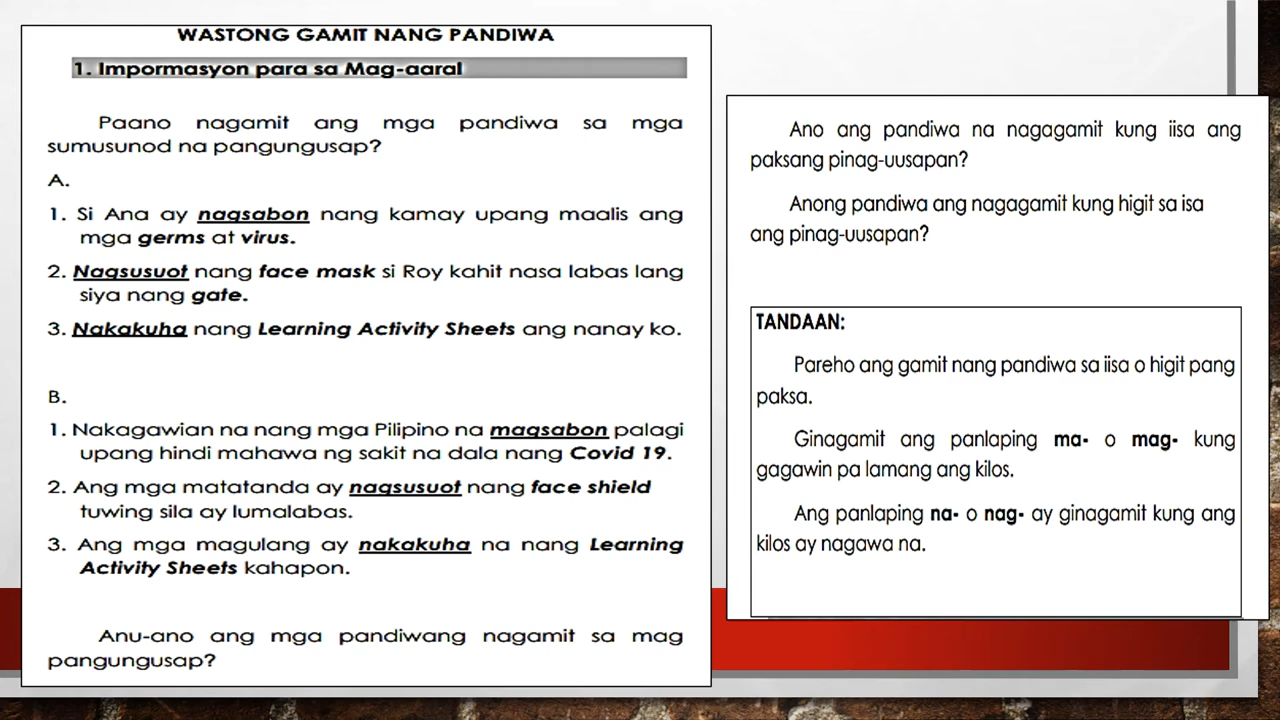 WASTONG GAMIT NANG PANDIWA
1. Impormasyon para sa Mag-aaral
Paano nagamit ang mga pandiwa sa mga
sumusunod na pangungusap?
A.
1. Si Ana ay nagsabon nang kamay upang maalis ang
mga germs at virus.
2. Nagsusuot nang face mask si Roy kahit nasa labas lang
siya nang gate.
3. Nakakuha nang Learning Activity Sheets ang nanay ko.
B.
1. Nakagawian na nang mga Pilipino na magsabon palagi
upang hindi mahawa ng sakit na dala nang Covid 19.
2. Ang mga matatanda ay nagsusuot nang face shield
tuwing sila ay lumalabas.
3. Ang mga magulang ay nakakuha na nang Learning
Activity Sheets kahapon.
Anu-ano ang mga pandiwang nagamit sa mag
pangungusap?
Ano ang pandiwa na nagagamit kung iisa ang
paksang pinag-uusapan?
Anong pandiwa ang nagagamit kung higit sa isa
ang pinag-uusapan?
TANDAAN:
Pareho ang gamit nang pandiwa sa iisa o higit pang
paksa.
Ginagamit ang panlaping ma- o mag- kung
gagawin pa lamang ang kilos.
Ang panlaping na- o nag- ay ginagamit kung ang
kilos ay nagawa na.